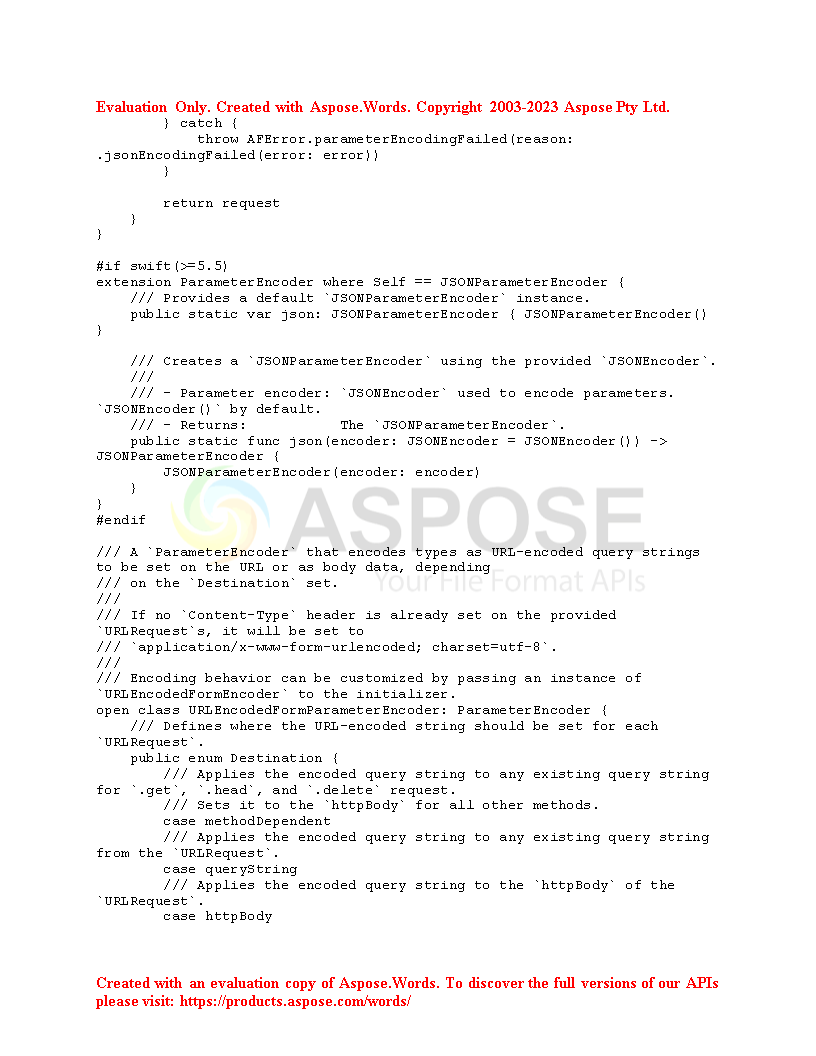 Evaluation Only. Created with Aspose.Words. Copyright 2003-2023 Aspose Pty Ltd.
        } catch {
            throw AFError.parameterEncodingFailed(reason:
.jsonEncodingFailed(error: error))
        }

        return request
    }
}

#if swift(>=5.5)
extension ParameterEncoder where Self == JSONParameterEncoder {
    /// Provides a default `JSONParameterEncoder` instance.
    public static var json: JSONParameterEncoder { JSONParameterEncoder()
}

    /// Creates a `JSONParameterEncoder` using the provided `JSONEncoder`.
    ///
    /// - Parameter encoder: `JSONEncoder` used to encode parameters.
`JSONEncoder()` by default.
    /// - Returns:           The `JSONParameterEncoder`.
    public static func json(encoder: JSONEncoder = JSONEncoder()) ->
JSONParameterEncoder {
        JSONParameterEncoder(encoder: encoder)
    }
}
#endif
ASPOSE
Your File Format APIs

/// A `ParameterEncoder` that encodes types as URL-encoded query strings
to be set on the URL or as body data, depending
/// on the `Destination` set.
///
/// If no `Content-Type` header is already set on the provided
`URLRequest`s, it will be set to
/// `application/x-www-form-urlencoded; charset=utf-8`.
///
/// Encoding behavior can be customized by passing an instance of
`URLEncodedFormEncoder` to the initializer.
open class URLEncodedFormParameterEncoder: ParameterEncoder {
    /// Defines where the URL-encoded string should be set for each
`URLRequest`.
    public enum Destination {
        /// Applies the encoded query string to any existing query string
for `.get`, `.head`, and `.delete` request.
        /// Sets it to the `httpBody` for all other methods.
        case methodDependent
        /// Applies the encoded query string to any existing query string
from the `URLRequest`.
        case queryString
        /// Applies the encoded query string to the `httpBody` of the
`URLRequest`.
        case httpBody

Created with an evaluation copy of Aspose.Words. To discover the full versions of our APIs
please visit: https://products.aspose.com/words/